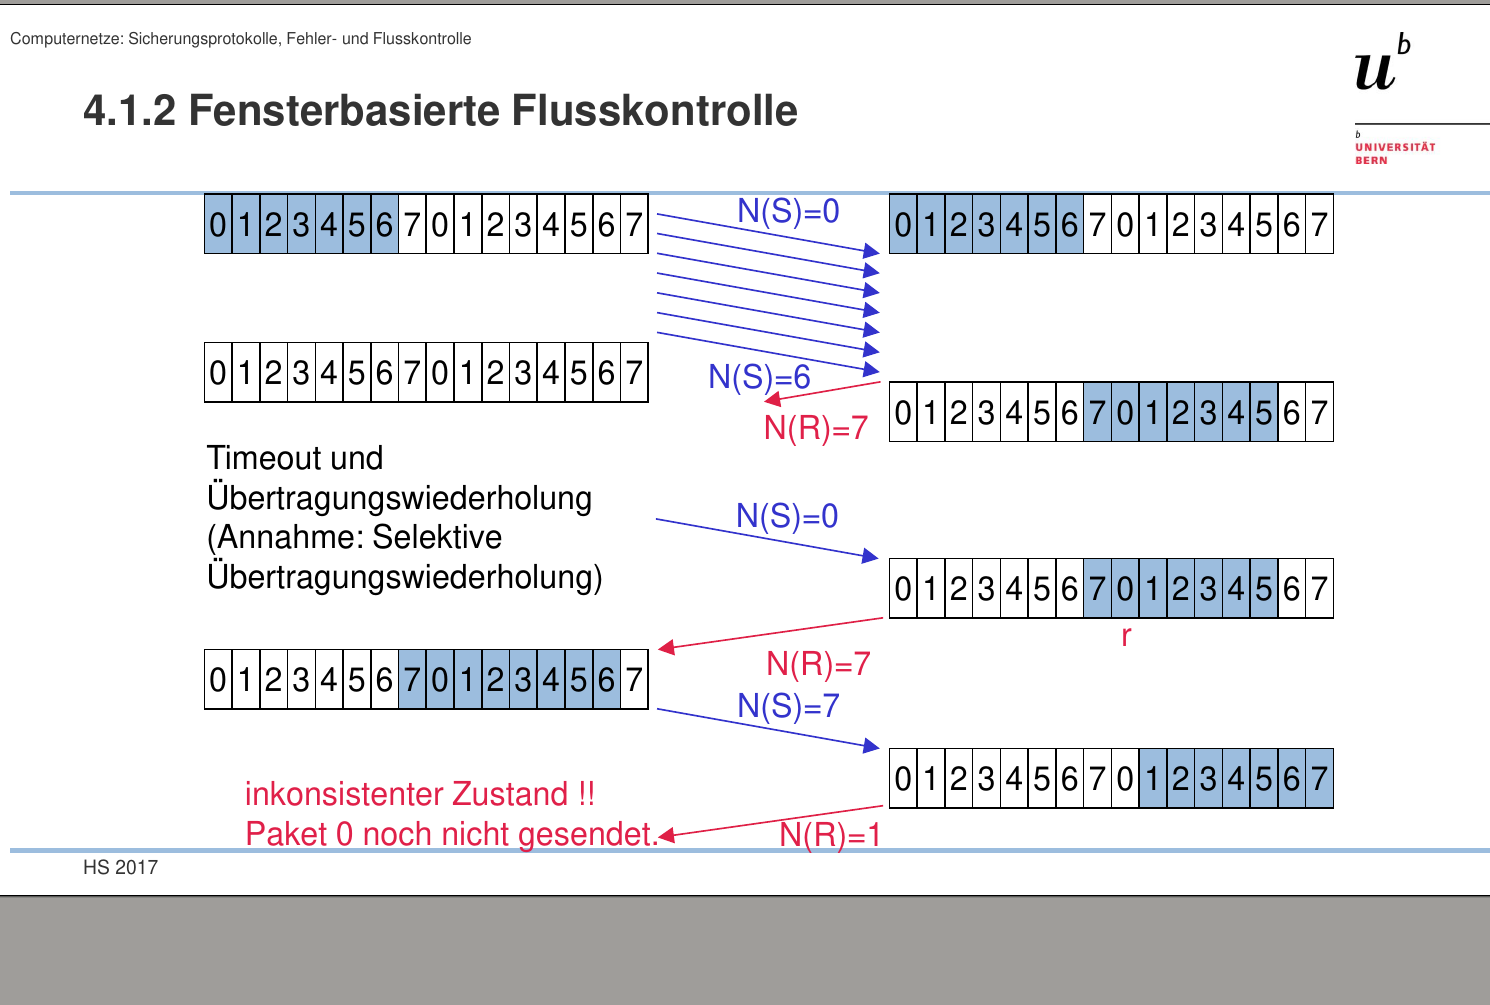 Computernetze: Sicherungsprotokolle, Fehler- und Flusskontrolle
u b
4.1.2 Fensterbasierte Flusskontrolle
b
UNIVERSITÄT
BERN
0 1 2 3 4 5 6 7 0 1 2 3 4 5 6 7
N(S)=0
0 1 2 3 4 5 6 7 0 1 2 3 4 5 6 7
0 1 2 3 4 5 6 7 0 1 2 3 4 5 6 7
N(S)=6
N(R)=7
0 1 2 3 4 5 6 7 0 1 2 3 4 5 6 7
Timeout und
Übertragungswiederholung
(Annahme: Selektive
Übertragungswiederholung)
N(S)=0
0 1 2 3 4 5 6 7 0 1 2 3 4 5 6 7
r
N(R)=7
0 1 2 3 4 5 6 7 0 1 2 3 4 5 6 7
N(S)=7
0 1 2 3 4 5 6 7 0 1 2 3 4 5 6 7
inkonsistenter Zustand !!
Paket 0 noch nicht gesendet.
N(R)=1
HS 2017